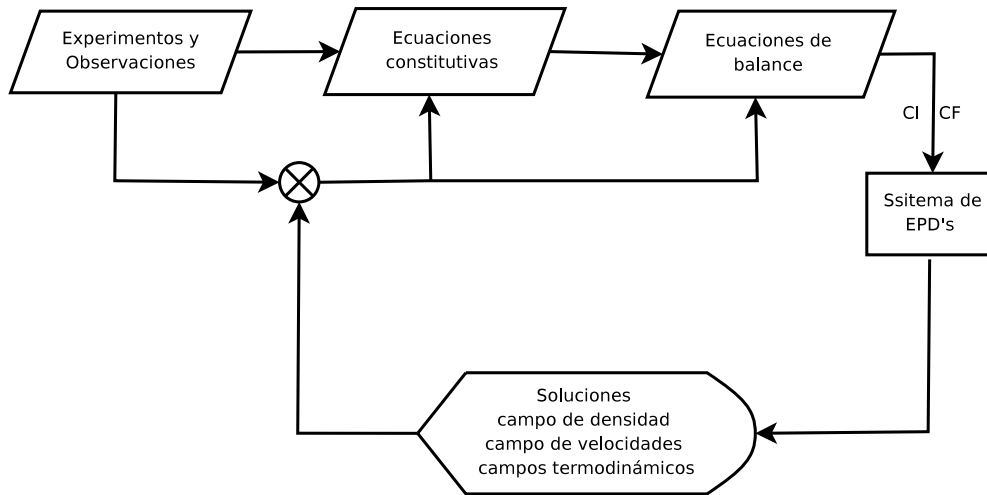 Experimentos y
Observaciones
Ecuaciones
constitutivas
Ecuaciones de
balance
CI CF
Ssitema de
EPD's
Soluciones
campo de densidad
campo de velocidades
campos termodinámicos